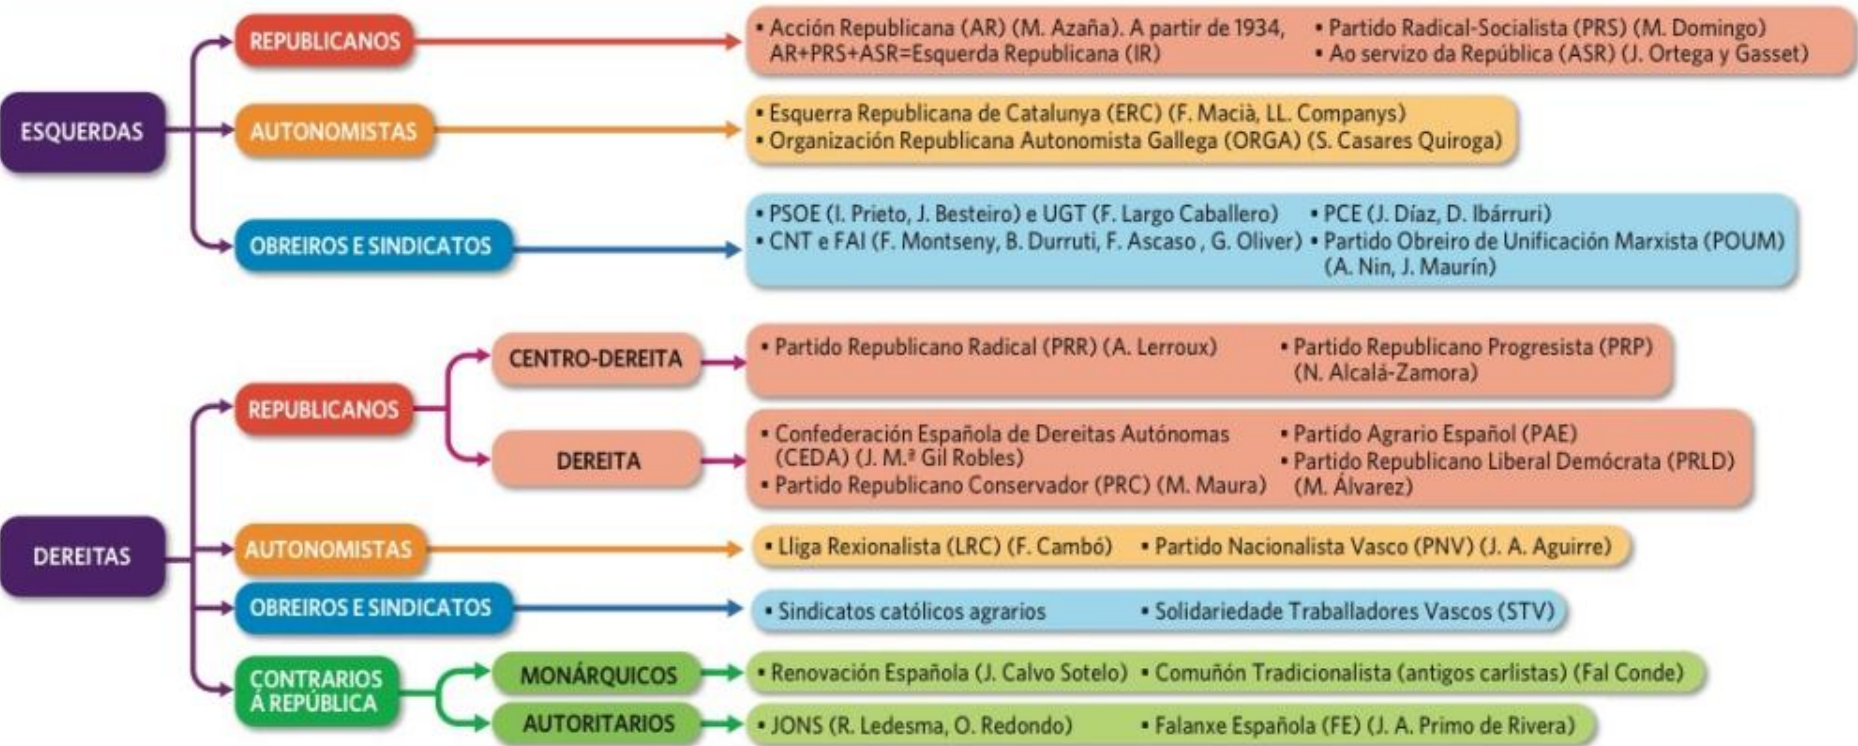 ESQUERDAS
REPUBLICANOS
▪ Acción Republicana (AR) (M. Azaña). A partir de 1934,
AR+PRS+ASR=Esquerda Republicana (IR)
▪ Partido Radical-Socialista (PRS) (M. Domingo)
▪ Ao servizo da República (ASR) (J. Ortega y Gasset)
AUTONOMISTAS
▪ Esquerra Republicana de Catalunya (ERC) (F. Macià, LL. Companys)
▪ Organización Republicana Autonomista Gallega (ORGA) (S. Casares Quiroga)
OBREIROS E SINDICATOS
▪ PSOE (I. Prieto, J. Besteiro) e UGT (F. Largo Caballero)
▪ CNT e FAI (F. Montseny, B. Durruti, F. Ascaso , G. Oliver)
▪ PCE (J. Díaz, D. Ibárruri)
▪ Partido Obreiro de Unificación Marxista (POUM)
(A. Nin, J. Maurín)
DEREITAS
REPUBLICANOS
CENTRO-DEREITA
▪ Partido Republicano Radical (PRR) (A. Lerroux)
▪ Partido Republicano Progresista (PRP)
(N. Alcalá-Zamora)
DEREITA
▪ Confederación Española de Dereitas Autónomas
(CEDA) (J. M.ª Gil Robles)
▪ Partido Republicano Conservador (PRC) (M. Maura)
▪ Partido Agrario Español (PAE)
▪ Partido Republicano Liberal Demócrata (PRLD)
(M. Álvarez)
AUTONOMISTAS
▪ Lliga Rexionalista (LRC) (F. Cambó)
▪ Partido Nacionalista Vasco (PNV) (J. A. Aguirre)
OBREIROS E SINDICATOS
▪ Sindicatos católicos agrarios
▪ Solidariedade Traballadores Vascos (STV)
CONTRARIOS
Á REPÚBLICA
MONÁRQUICOS
▪ Renovación Española (J. Calvo Sotelo)
▪ Comuñón Tradicionalista (antigos carlistas) (Fal Conde)
AUTORITARIOS
▪ JONS (R. Ledesma, O. Redondo)
▪ Falanxe Española (FE) (J. A. Primo de Rivera)